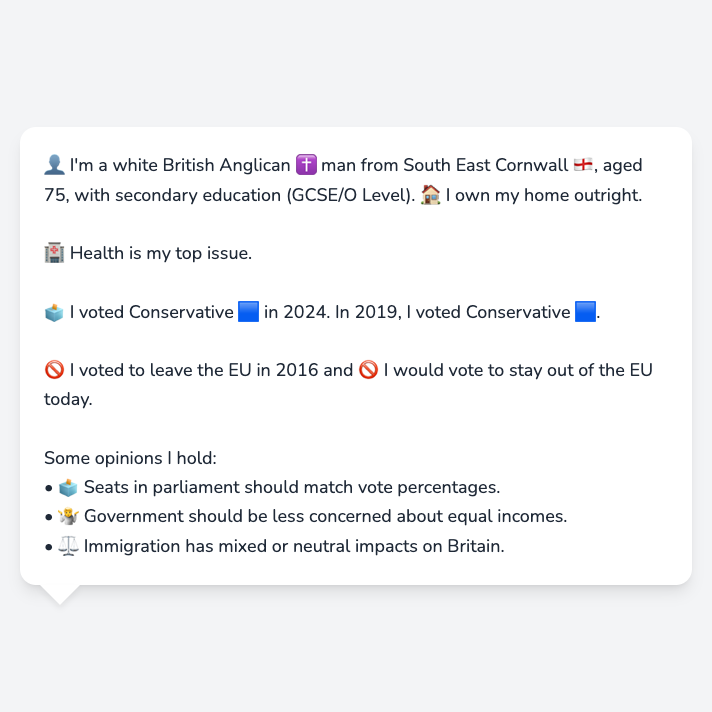 👤 I'm a white British Anglican ✝️ man from South East Cornwall 🏴󠁧󠁢󠁥󠁮󠁧󠁿, aged
75, with secondary education (GCSE/O Level). 🏠 I own my home outright.
🏥 Health is my top issue.
🗳️ I voted Conservative 🟦 in 2024. In 2019, I voted Conservative 🟦.
🚫 I voted to leave the EU in 2016 and 🚫 I would vote to stay out of the EU
today.
Some opinions I hold:
• 🗳️ Seats in parliament should match vote percentages.
• 🤷 Government should be less concerned about equal incomes.
• ⚖️ Immigration has mixed or neutral impacts on Britain.